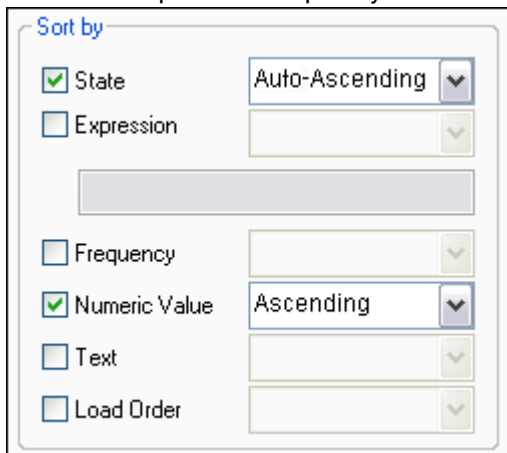 Sort by
State Auto-Ascending
Expression
Frequency
Numeric Value Ascending
Text
Load Order